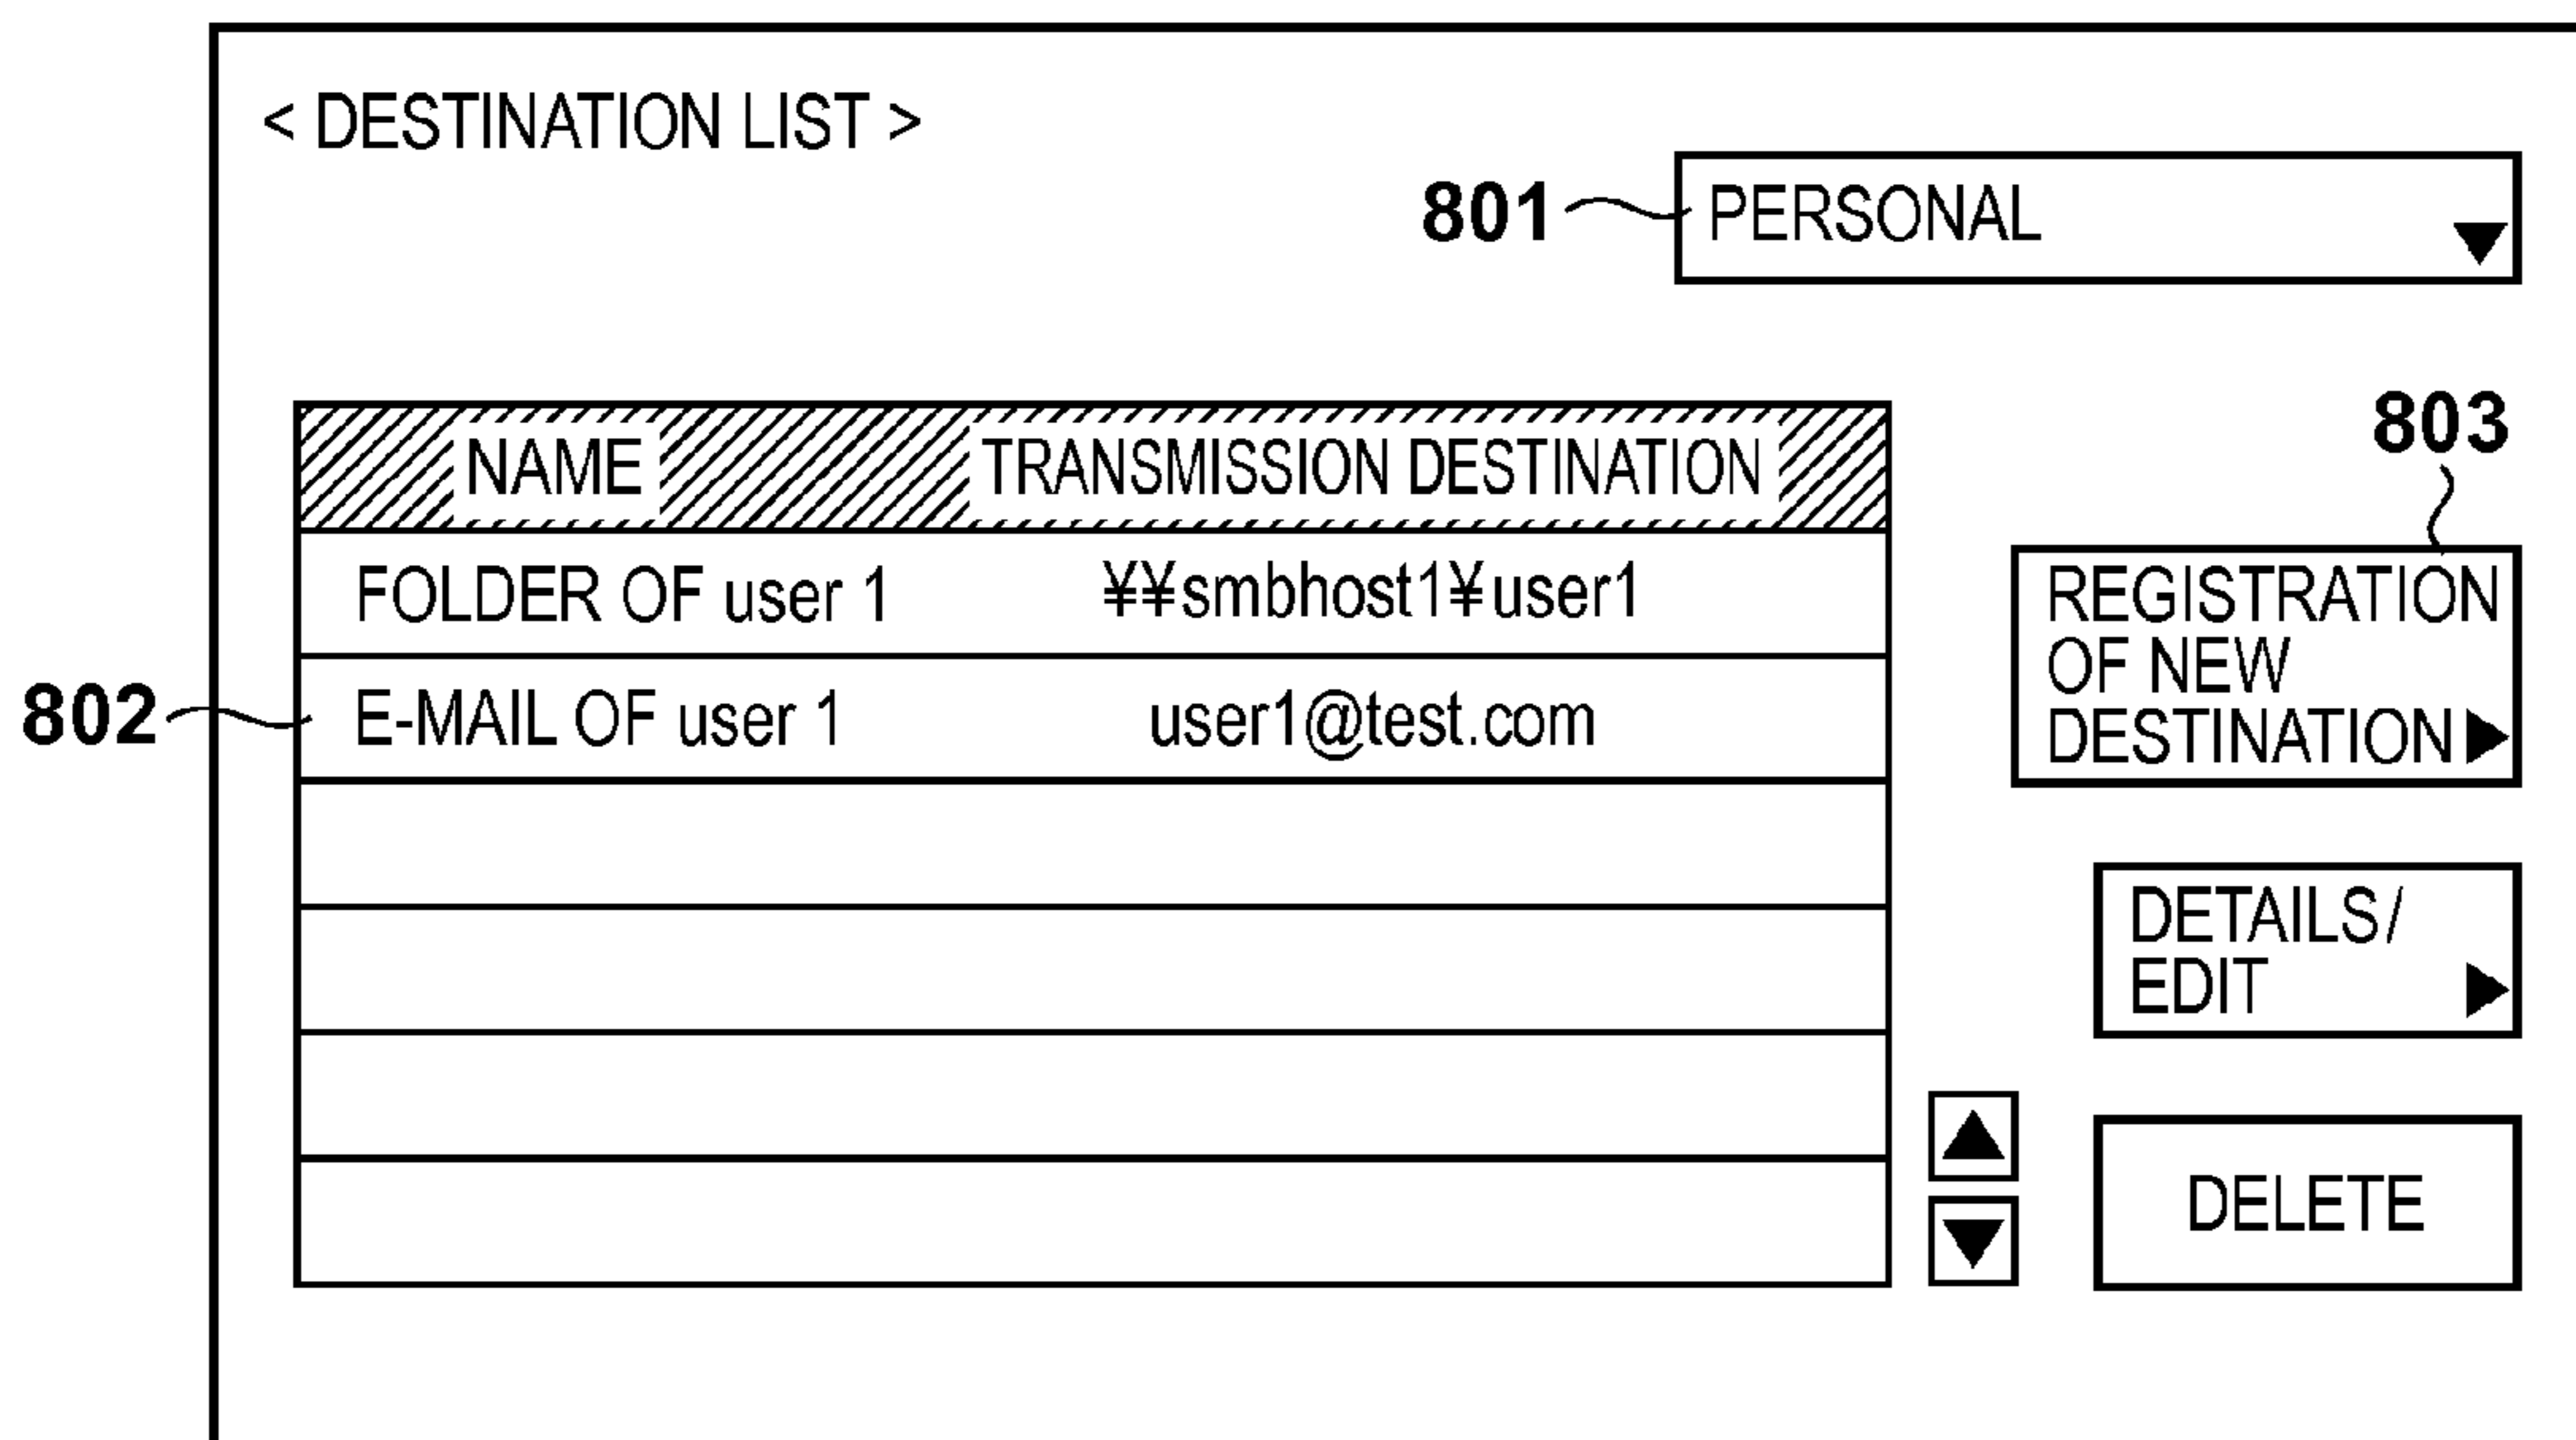 < DESTINATION LIST >
801
PERSONAL
803
NAME TRANSMISSION DESTINATION
FOLDER OF user 1 ¥¥smbhost1¥user1
802
E-MAIL OF user 1 user1@test.com
REGISTRATION
OF NEW
DESTINATION
DETAILS/
EDIT
DELETE